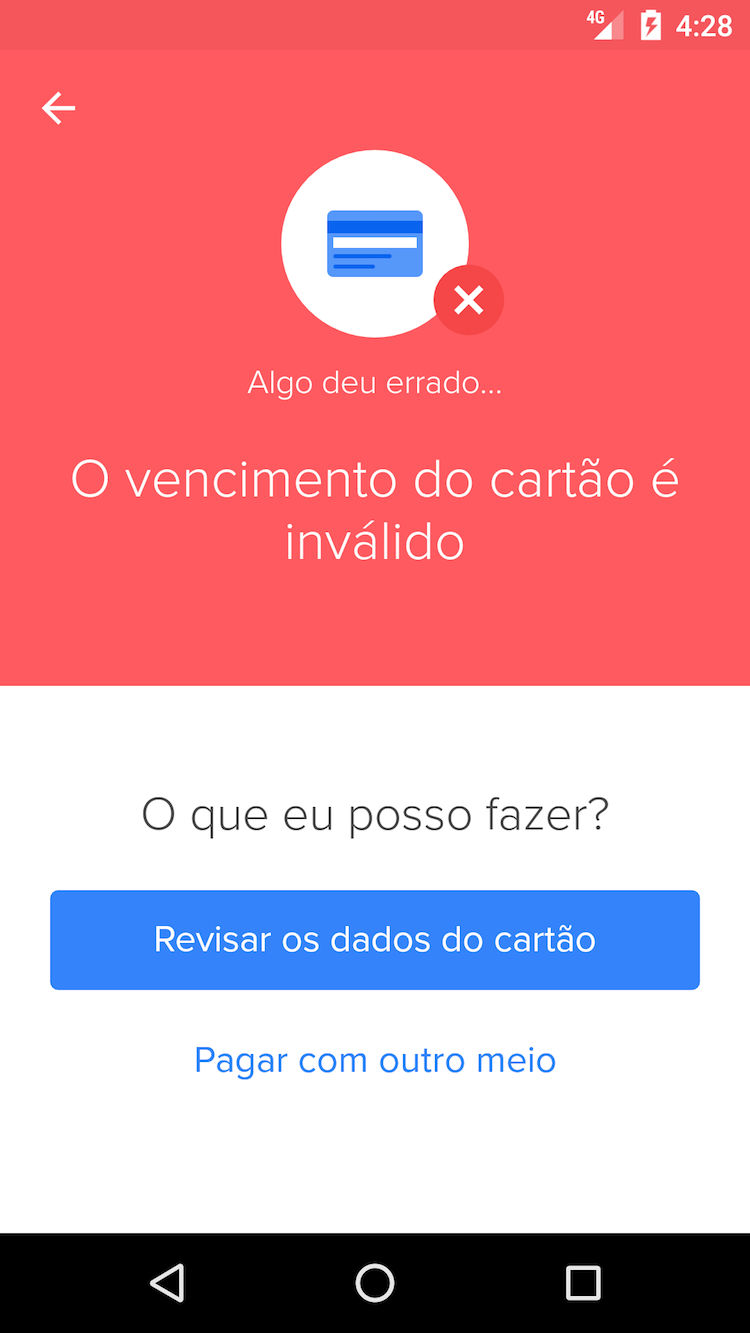 4G 4:28
Algo deu errado...
O vencimento do cartão é
inválido
O que eu posso fazer?
Revisar os dados do cartão
Pagar com outro meio